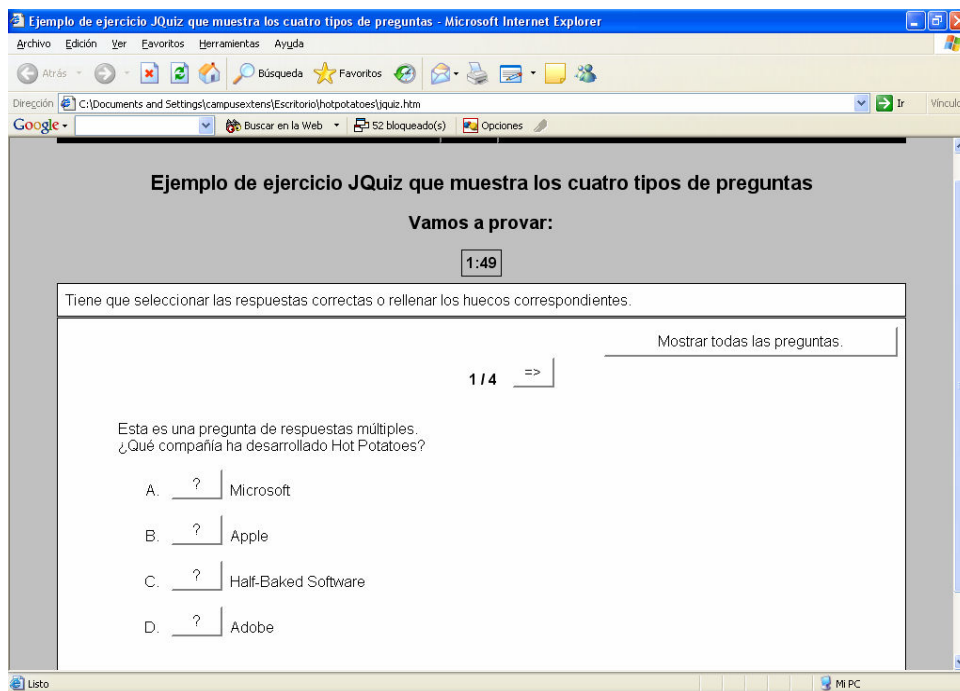 Ejemplo de ejercicio JQuiz que muestra los cuatro tipos de preguntas - Microsoft Internet Explorer
Archivo Edición Ver Favoritos Herramientas Ayuda
Atrás Búsqueda Favoritos
Dirección C:\Documents and Settings\campusextens\Escritorio\hotpotatoes\jquiz.htm Ir
Google Buscar en la Web 52 bloqueado(s) Opciones
Ejemplo de ejercicio JQuiz que muestra los cuatro tipos de preguntas
Vamos a provar:
1:49
Tiene que seleccionar las respuestas correctas o rellenar los huecos correspondientes.
Mostrar todas las preguntas.
1 / 4 =>
Esta es una pregunta de respuestas múltiples.
¿Qué compañía ha desarrollado Hot Potatoes?
A. ? Microsoft
B. ? Apple
C. ? Half-Baked Software
D. ? Adobe
Listo Mi PC